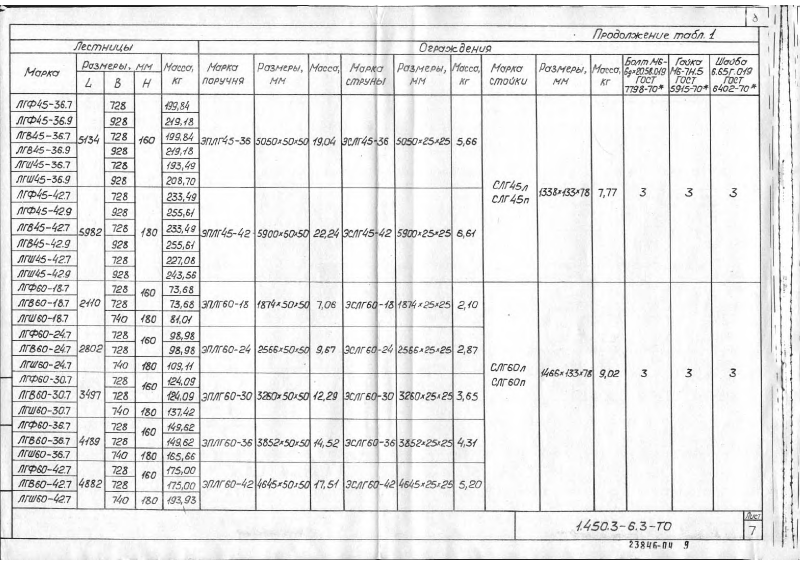 Продолжение табл. 1
Лестницы Ограждения
Марка Размеры, мм Масса, кг Марка поручня Размеры, мм Масса, кг Марка струны Размеры, мм Масса, кг Марка стойки Размеры, мм Масса, кг Болт М6- ГОСТ 7798-70* Гайка М6-7Н.5 ГОСТ 5915-70* Шайба 6.65Г.019 ГОСТ 6402-70*
L B H
ЛГФ45-36.7 5134 728 160 199,84 ЭПЛГ45-36 5050×50×50 19,04 ЭСЛГ45-36 5050×25×25 5,66 СЛГ45л СЛГ45п 1338×133×78 7,77 3 3 3
ЛГФ45-36.9 928 219,18
ЛГВ45-36.7 728 199,84
ЛГВ45-36.9 928 219,18
ЛГШ45-36.7 728 193,49
ЛГШ45-36.9 928 208,70
ЛГФ45-42.7 5982 728 180 233,49 ЭПЛГ45-42 5900×50×50 22,24 ЭСЛГ45-42 5900×25×25 6,61
ЛГФ45-42.9 928 255,61
ЛГВ45-42.7 728 233,49
ЛГВ45-42.9 928 255,61
ЛГШ45-42.7 728 227,08
ЛГШ45-42.9 928 243,56
ЛГФ60-18.7 2110 728 160 73,68 ЭПЛГ60-18 1874×50×50 7,06 ЭСЛГ60-18 1874×25×25 2,10 СЛГ60л СЛГ60п 1466×133×78 9,02 3 3 3
ЛГВ60-18.7 728 73,68
ЛГШ60-18.7 740 180 81,01
ЛГФ60-24.7 2802 728 160 98,98 ЭПЛГ60-24 2566×50×50 9,67 ЭСЛГ60-24 2566×25×25 2,87
ЛГВ60-24.7 728 98,98
ЛГШ60-24.7 740 180 109,11
ЛГФ60-30.7 3497 728 160 124,09 ЭПЛГ60-30 3260×50×50 12,29 ЭСЛГ60-30 3260×25×25 3,65
ЛГВ60-30.7 728 124,09
ЛГШ60-30.7 740 180 137.42
ЛГФ60-36.7 4189 728 160 149,62 ЭПЛГ60-36 3852×50×50 14,52 ЭСЛГ60-36 3852×25×25 4,31
ЛГВ60-36.7 728 149,62
ЛГШ60-36.7 740 180 165,66
ЛГФ60-42.7 4882 728 160 175,00 ЭПЛГ60-42 4645×50×50 17,51 ЭСЛГ60-42 4645×25×25 5,20
ЛГВ60-42.7 728 175,00
ЛГШ60-42.7 740 180 193,93
1.450.3-6.3-ТО
Лист
7
23846-04 9